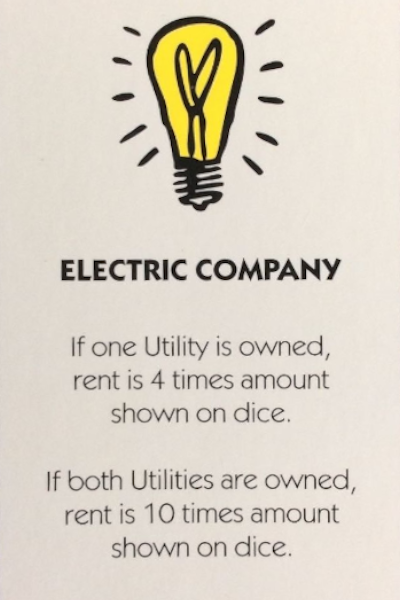 ELECTRIC COMPANY
If one Utility is owned,
rent is 4 times amount
shown on dice.
If both Utilities are owned,
rent is 10 times amount
shown on dice.